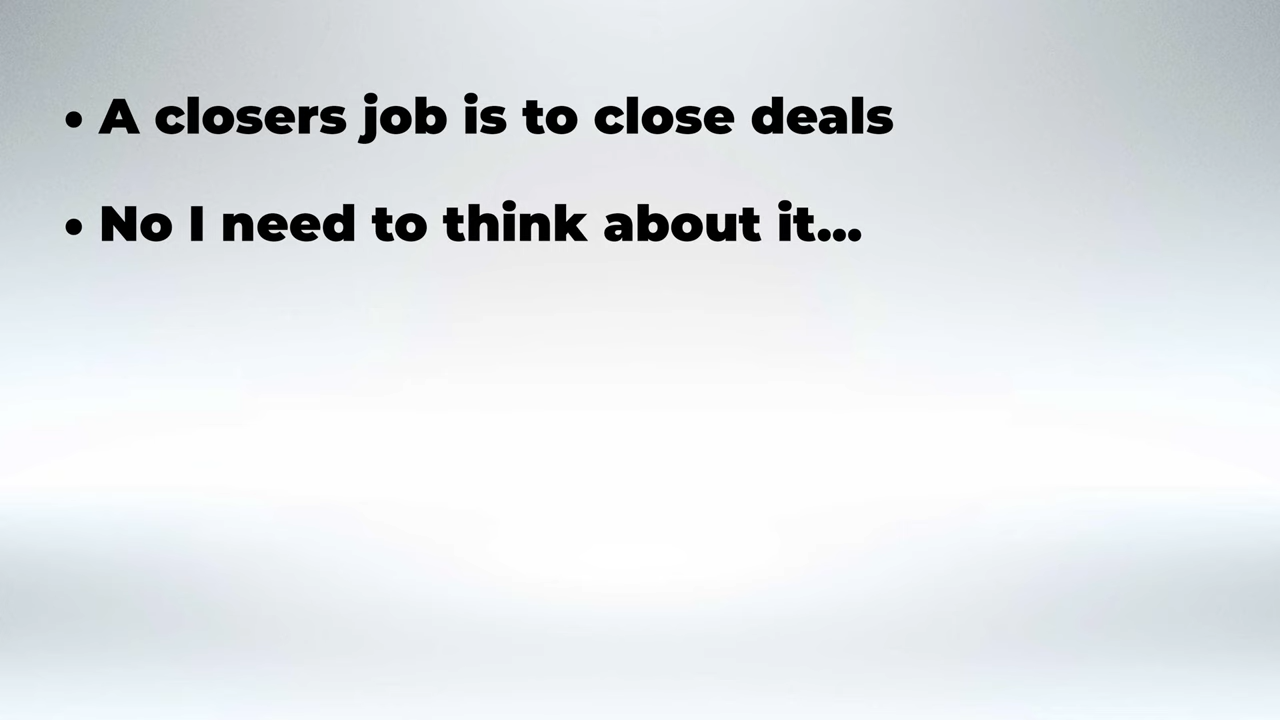 • A closers job is to close deals
• No I need to think about it...